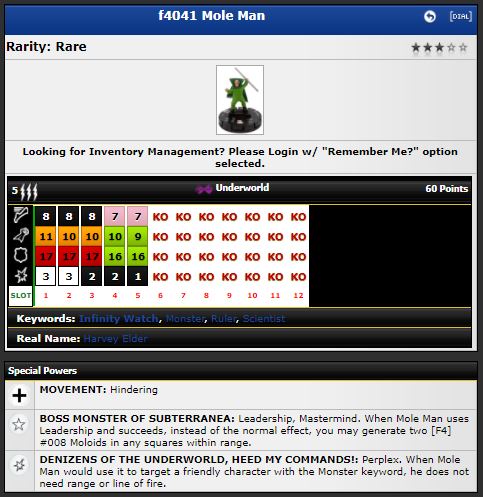 f4041 Mole Man
[DIAL]
Rarity: Rare
Looking for Inventory Management? Please Login w/ "Remember Me?" option
selected.
5 Underworld 60 Points
8 8 8 7 7 KO KO KO KO KO KO KO
11 10 10 10 9 KO KO KO KO KO KO KO
17 17 17 16 16 KO KO KO KO KO KO KO
3 3 2 2 1 KO KO KO KO KO KO KO
SLOT 1 2 3 4 5 6 7 8 9 10 11 12
Keywords: Infinity Watch, Monster, Ruler, Scientist
Real Name: Harvey Elder
Special Powers
MOVEMENT: Hindering
BOSS MONSTER OF SUBTERRANEA: Leadership, Mastermind. When Mole Man uses
Leadership and succeeds, instead of the normal effect, you may generate two [F4]
#008 Moloids in any squares within range.
DENIZENS OF THE UNDERWORLD, HEED MY COMMANDS!: Perplex. When Mole
Man would use it to target a friendly character with the Monster keyword, he does not
need range or line of fire.